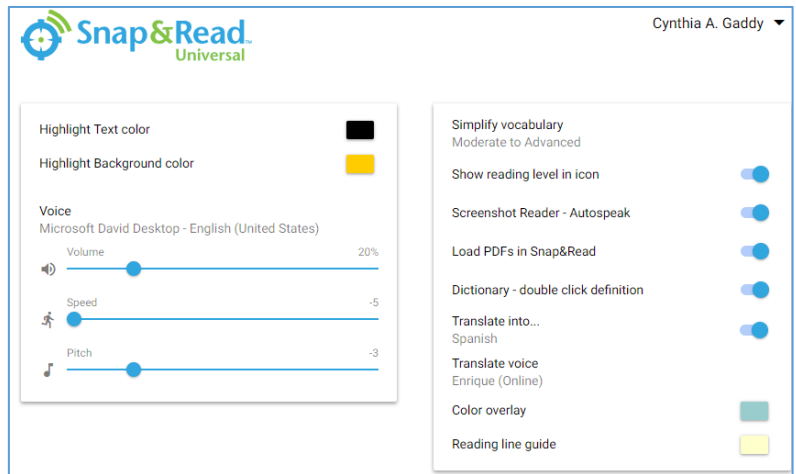 Snap&Read™
Universal
Cynthia A. Gaddy
Highlight Text color
Highlight Background color
Voice
Microsoft David Desktop - English (United States)
Volume 20%
Speed -5
Pitch -3
Simplify vocabulary
Moderate to Advanced
Show reading level in icon
Screenshot Reader - Autospeak
Load PDFs in Snap&Read
Dictionary - double click definition
Translate into...
Spanish
Translate voice
Enrique (Online)
Color overlay
Reading line guide